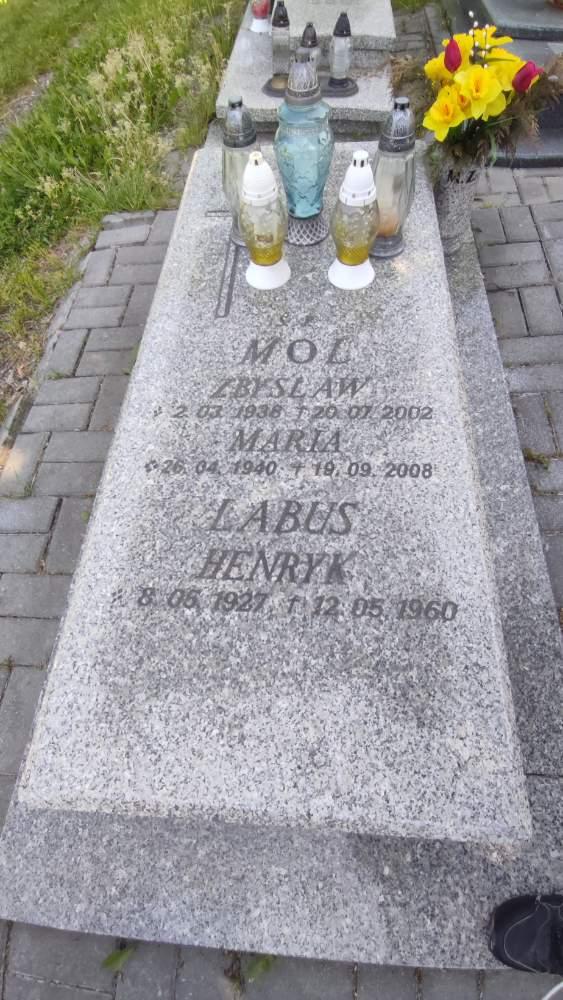 Ś. P.
MOL
ZBYSŁAW
* 2. 03. 1938 † 20. 07. 2002
MARIA
* 26. 04. 1940 † 19. 09. 2008
LABUS
HENRYK
* 8. 05. 1927 † 12. 05. 1960
M.Z